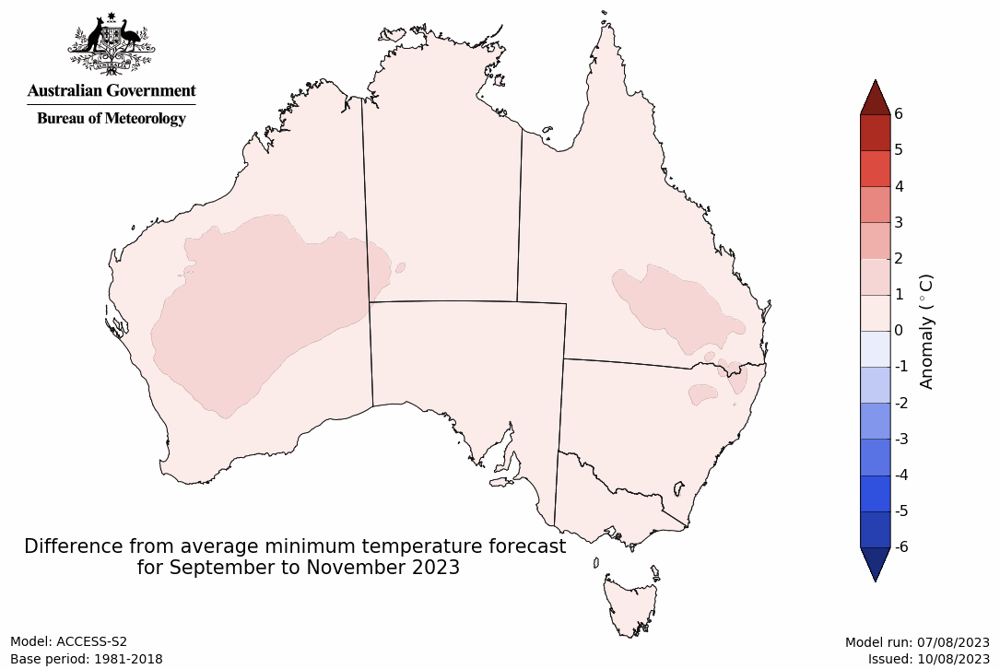 Australian Government
Bureau of Meteorology
6
5
4
3
2
1
0
-1
-2
-3
-4
-5
-6
Anomaly (°C)
Difference from average minimum temperature forecast
for September to November 2023
Model: ACCESS-S2
Base period: 1981-2018
Model run: 07/08/2023
Issued: 10/08/2023